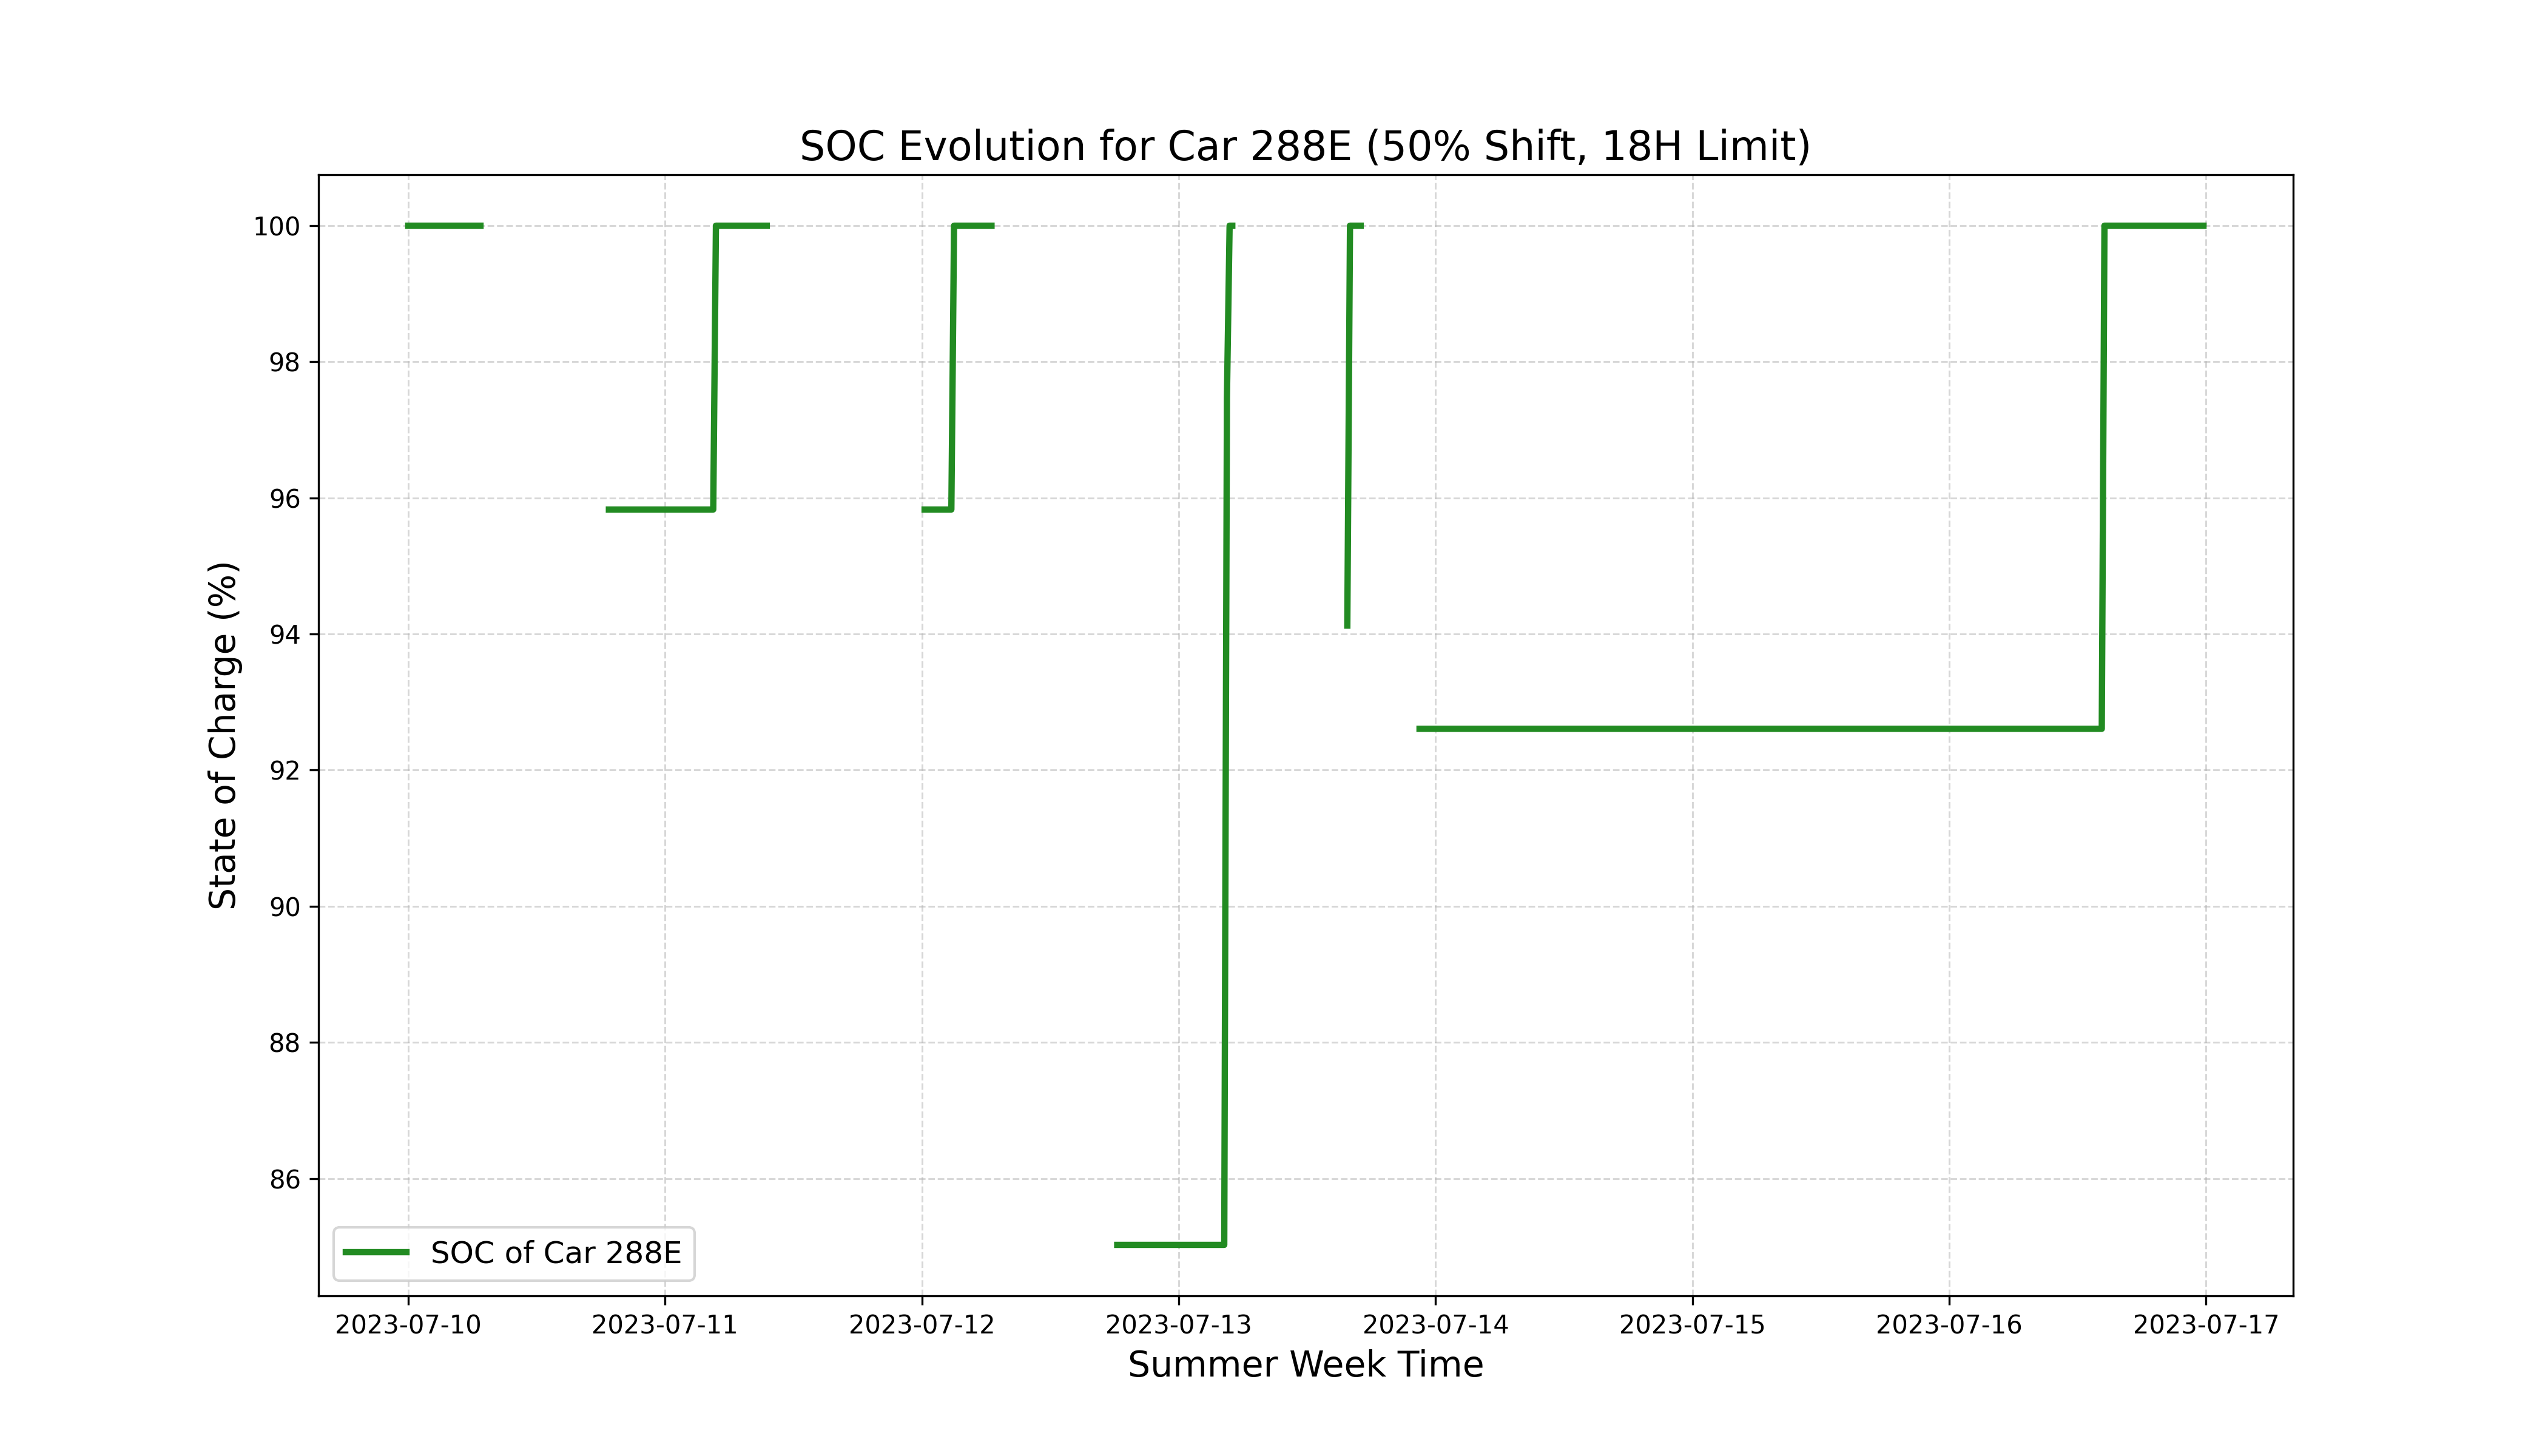 SOC Evolution for Car 288E (50% Shift, 18H Limit)
State of Charge (%)
100
98
96
94
92
90
88
86
SOC of Car 288E
2023-07-10 2023-07-11 2023-07-12 2023-07-13 2023-07-14 2023-07-15 2023-07-16 2023-07-17
Summer Week Time